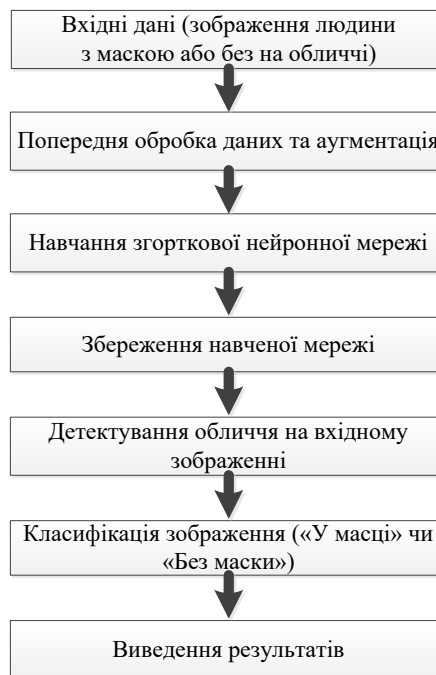 Вхідні дані (зображення людини
з маскою або без на обличчі)
Попередня обробка даних та аугментація
Навчання згорткової нейронної мережі
Збереження навченої мережі
Детектування обличчя на вхідному
зображенні
Класифікація зображення («У масці» чи
«Без маски»)
Виведення результатів